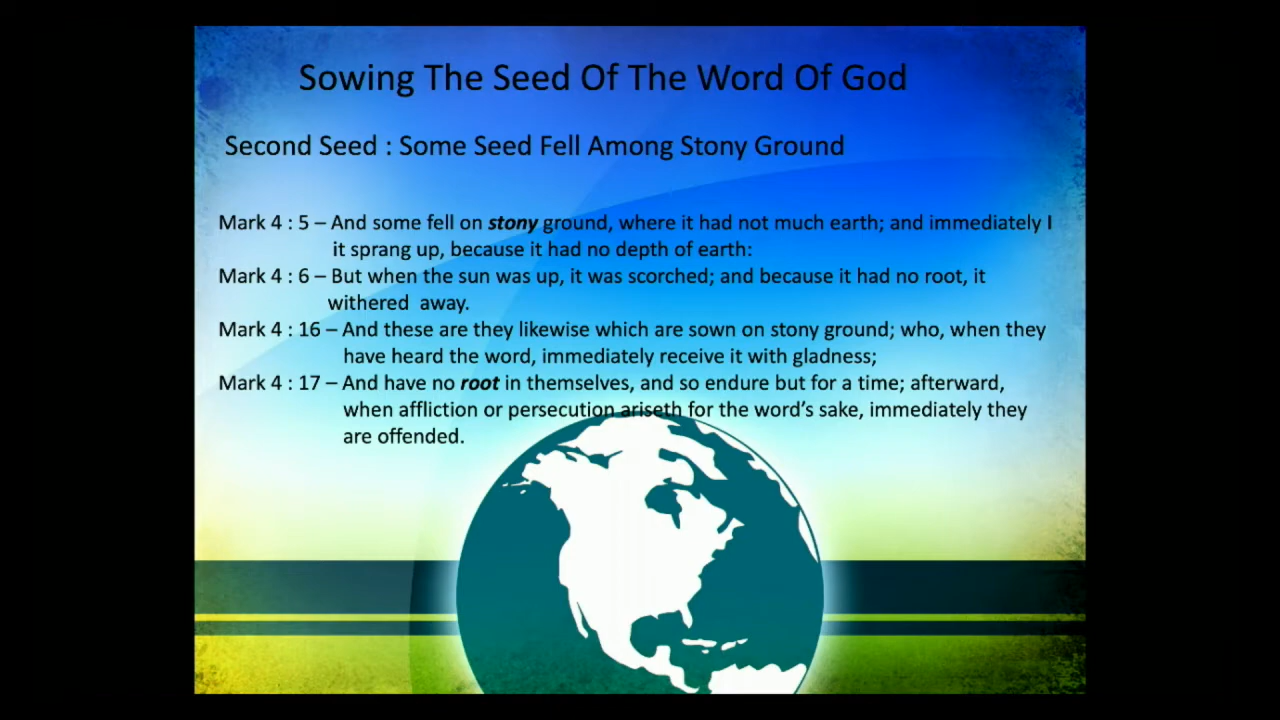 Sowing The Seed Of The Word Of God
Second Seed : Some Seed Fell Among Stony Ground
Mark 4 : 5 – And some fell on stony ground, where it had not much earth; and immediately I
it sprang up, because it had no depth of earth:
Mark 4 : 6 – But when the sun was up, it was scorched; and because it had no root, it
withered  away.
Mark 4 : 16 – And these are they likewise which are sown on stony ground; who, when they
have heard the word, immediately receive it with gladness;
Mark 4 : 17 – And have no root in themselves, and so endure but for a time; afterward,
when affliction or persecution ariseth for the word’s sake, immediately they
are offended.